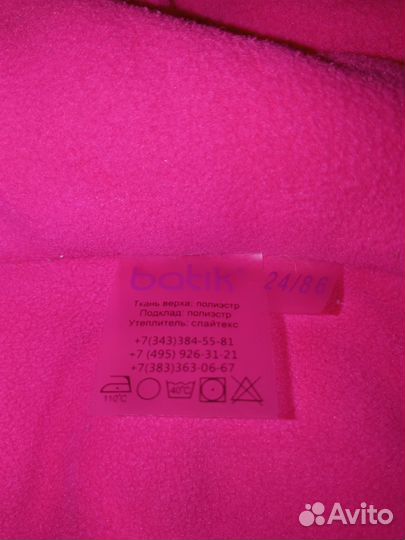 batik
24/86
Ткань верха: полиэстр
Подклад: полиэстр
Утеплитель: спайтекс
+7(343)384-55-81
+7 (495) 926-31-21
+7(383)363-06-67
110℃
40℃
Avito